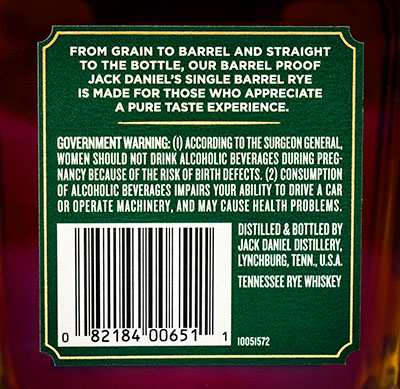 FROM GRAIN TO BARREL AND STRAIGHT
TO THE BOTTLE, OUR BARREL PROOF
JACK DANIEL'S SINGLE BARREL RYE
IS MADE FOR THOSE WHO APPRECIATE
A PURE TASTE EXPERIENCE.
GOVERNMENT WARNING: (1) ACCORDING TO THE SURGEON GENERAL,
WOMEN SHOULD NOT DRINK ALCOHOLIC BEVERAGES DURING PREG-
NANCY BECAUSE OF THE RISK OF BIRTH DEFECTS. (2) CONSUMPTION
OF ALCOHOLIC BEVERAGES IMPAIRS YOUR ABILITY TO DRIVE A CAR
OR OPERATE MACHINERY, AND MAY CAUSE HEALTH PROBLEMS.
DISTILLED & BOTTLED BY
JACK DANIEL DISTILLERY,
LYNCHBURG, TENN., U.S.A.
TENNESSEE RYE WHISKEY
0 82184 00651 1
10051572